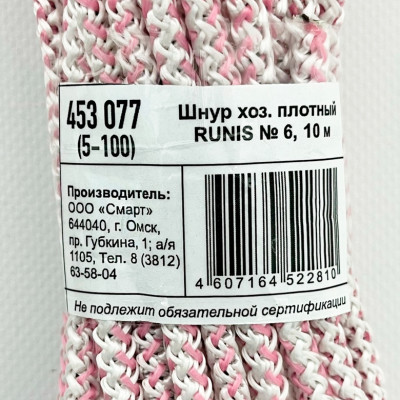 453 077
(5-100)
Шнур хоз. плотный
RUNIS № 6, 10 м
Производитель:
ООО «Смарт»
644040, г. Омск,
пр. Губкина, 1; а/я
1105, Тел. 8 (3812)
63-58-04
4 607164 522810
Не подлежит обязательной сертификации